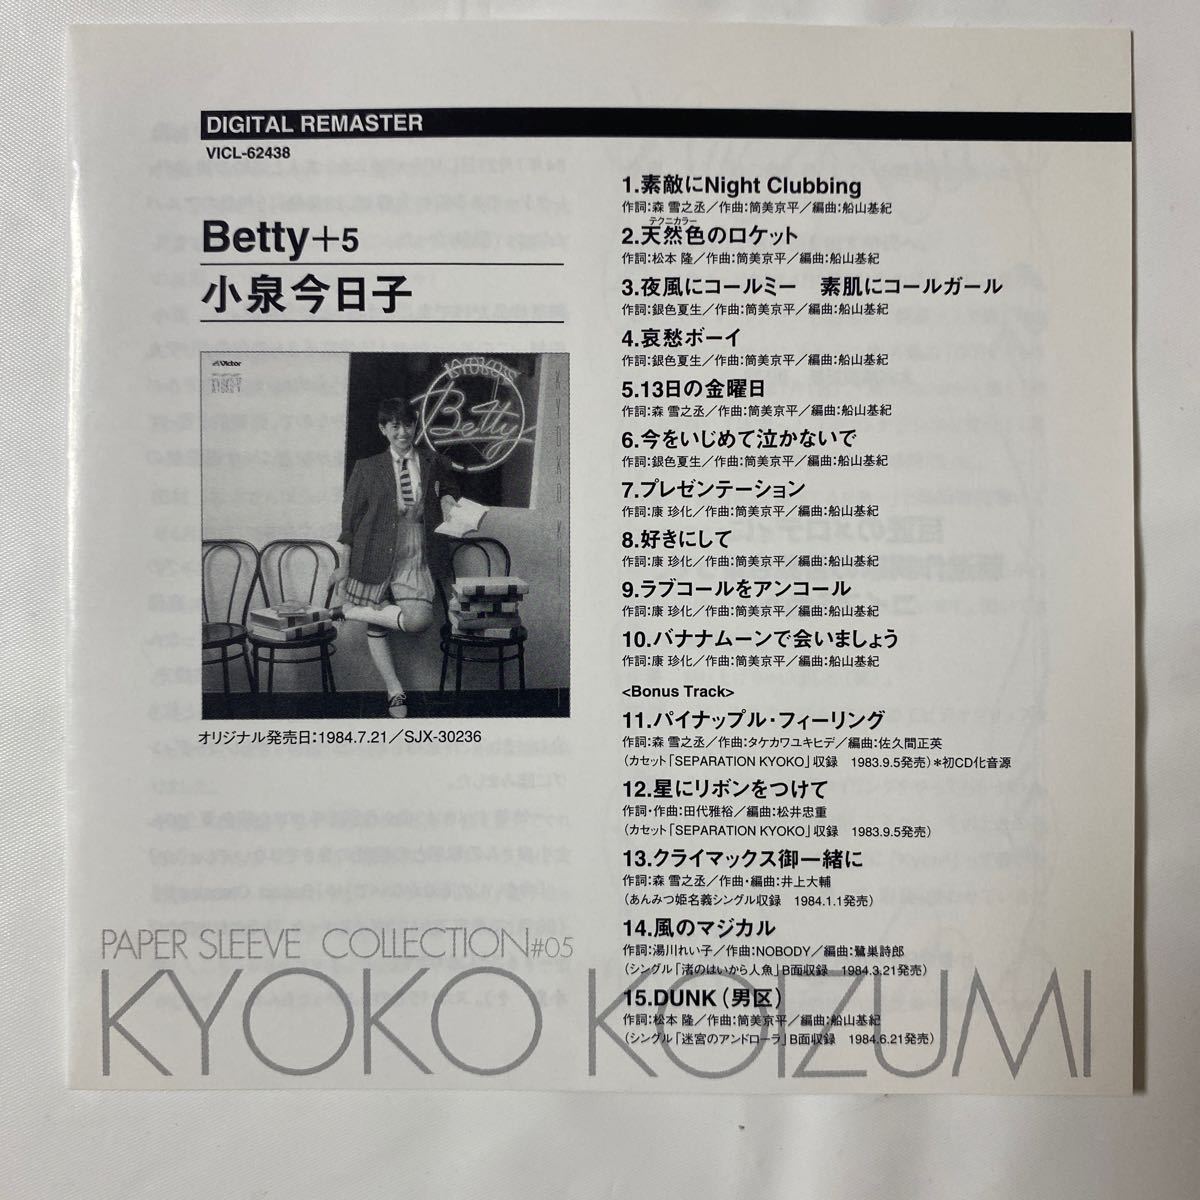 DIGITAL REMASTER
VICL-62438
Betty+5
小泉今日子
Victor
KYOKO'S
Betty
オリジナル発売日:1984.7.21/SJX-30236
1.素敵にNight Clubbing
作詞:森 雪之丞/作曲:筒美京平/編曲:船山基紀
テクニカラー
2.天然色のロケット
作詞:松本 隆/作曲:筒美京平/編曲:船山基紀
3.夜風にコールミー 素肌にコールガール
作詞:銀色夏生/作曲:筒美京平/編曲:船山基紀
4.哀愁ボーイ
作詞:銀色夏生/作曲:筒美京平/編曲:船山基紀
5.13日の金曜日
作詞:森 雪之丞/作曲:筒美京平/編曲:船山基紀
6.今をいじめて泣かないで
作詞:銀色夏生/作曲:筒美京平/編曲:船山基紀
7.プレゼンテーション
作詞:康 珍化/作曲:筒美京平/編曲:船山基紀
8.好きにして
作詞:康 珍化/作曲:筒美京平/編曲:船山基紀
9.ラブコールをアンコール
作詞:康 珍化/作曲:筒美京平/編曲:船山基紀
10.バナナムーンで会いましょう
作詞:康 珍化/作曲:筒美京平/編曲:船山基紀
<Bonus Track>
11.パイナップル・フィーリング
作詞:森 雪之丞/作曲:タケカワユキヒデ/編曲:佐久間正英
(カセット「SEPARATION KYOKO」収録 1983.9.5発売)*初CD化音源
12.星にリボンをつけて
作詞・作曲:田代雅裕/編曲:松井忠重
(カセット「SEPARATION KYOKO」収録 1983.9.5発売)
13.クライマックス御一緒に
作詞:森 雪之丞/作曲・編曲:井上大輔
(あんみつ姫名義シングル収録 1984.1.1発売)
14.風のマジカル
作詞:湯川れい子/作曲:NOBODY/編曲:鷺巣詩郎
(シングル「渚のはいから人魚」B面収録 1984.3.21発売)
15.DUNK(男区)
作詞:松本 隆/作曲:筒美京平/編曲:船山基紀
(シングル「迷宮のアンドローラ」B面収録 1984.6.21発売)
PAPER SLEEVE COLLECTION#05
KYOKO KOIZUMI